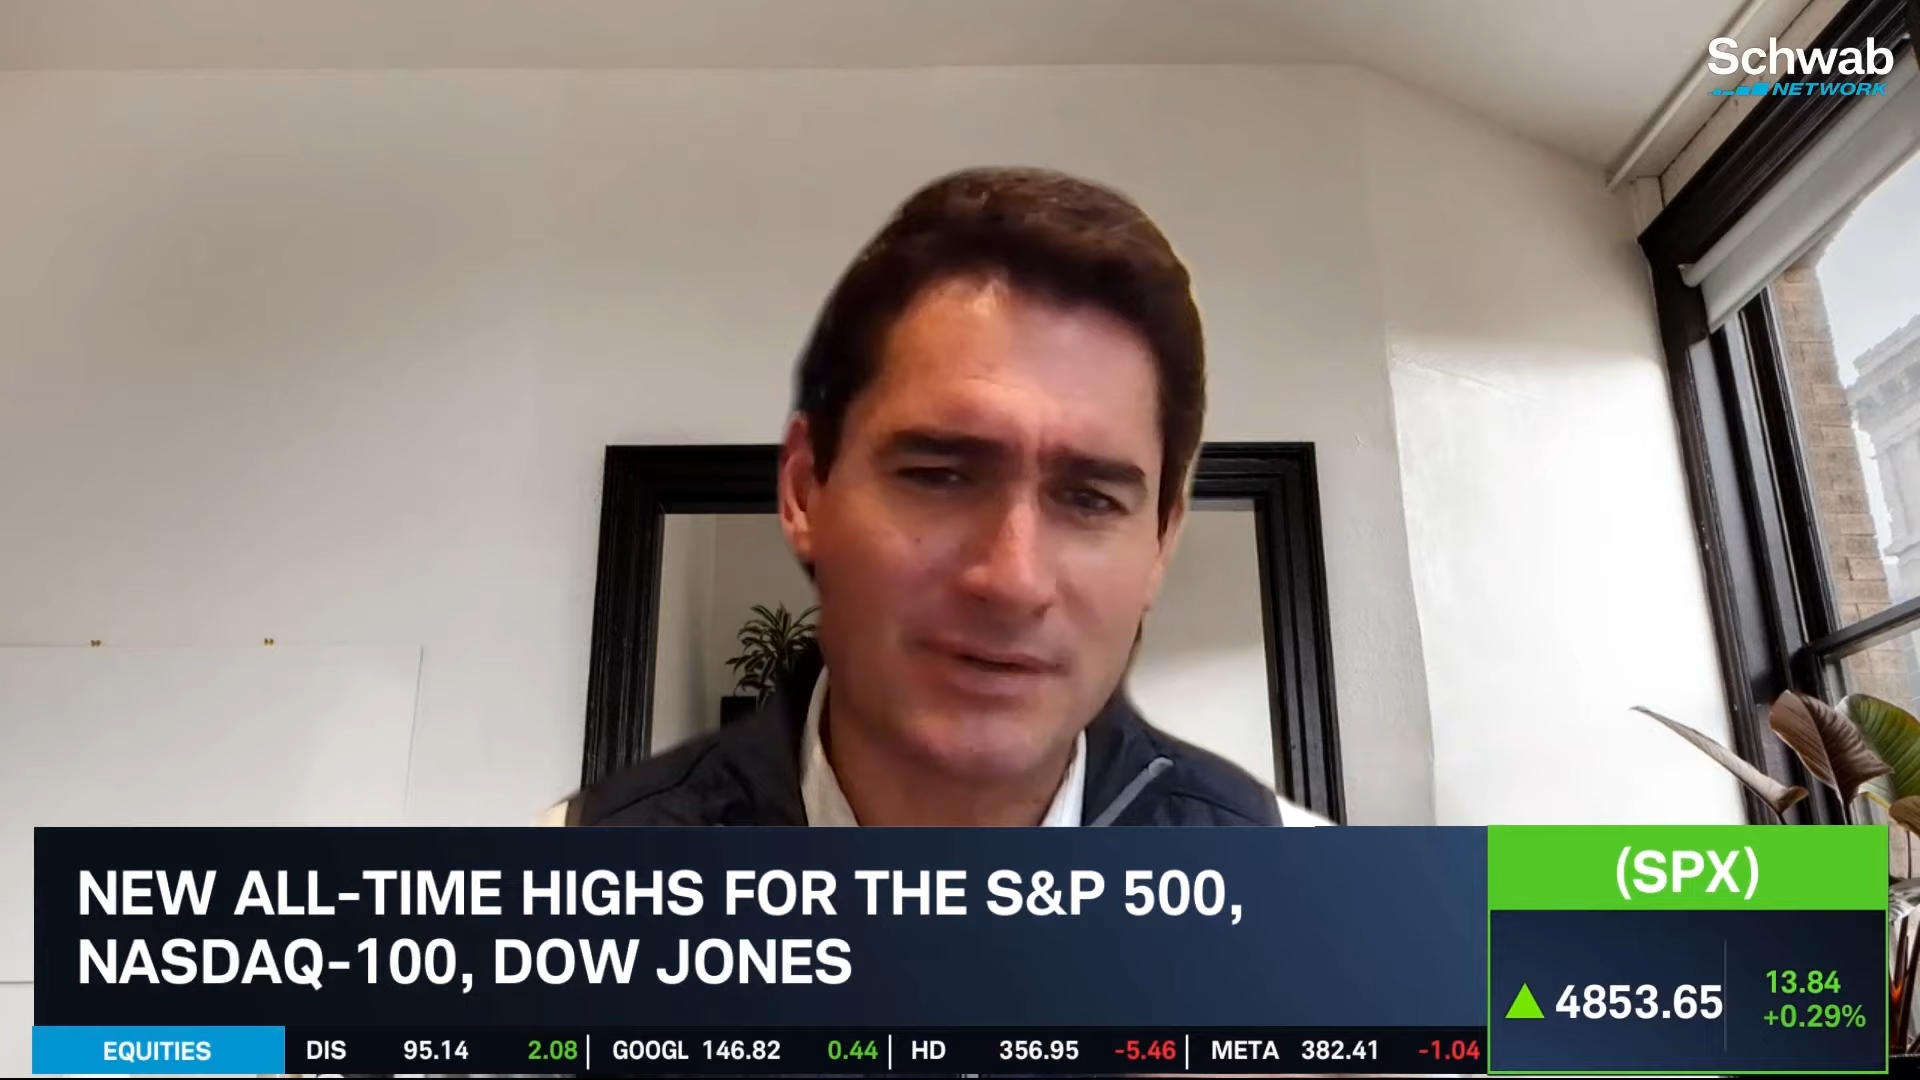 Schwab
NETWORK
NEW ALL-TIME HIGHS FOR THE S&P 500,
NASDAQ-100, DOW JONES
(SPX)
4853.65
13.84
+0.29%
EQUITIES
DIS 95.14 2.08 GOOGL 146.82 0.44 HD 356.95 -5.46 META 382.41 -1.04